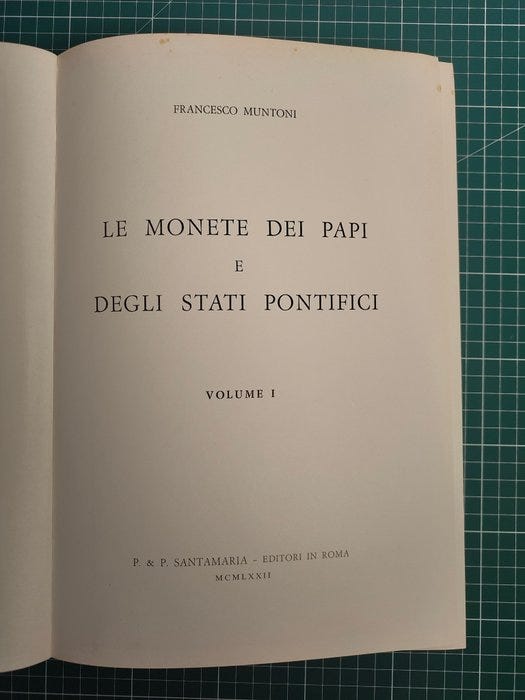 FRANCESCO MUNTONI
LE MONETE DEI PAPI
E
DEGLI STATI PONTIFICI
VOLUME I
P. & P. SANTAMARIA – EDITORI IN ROMA
MCMLXXII